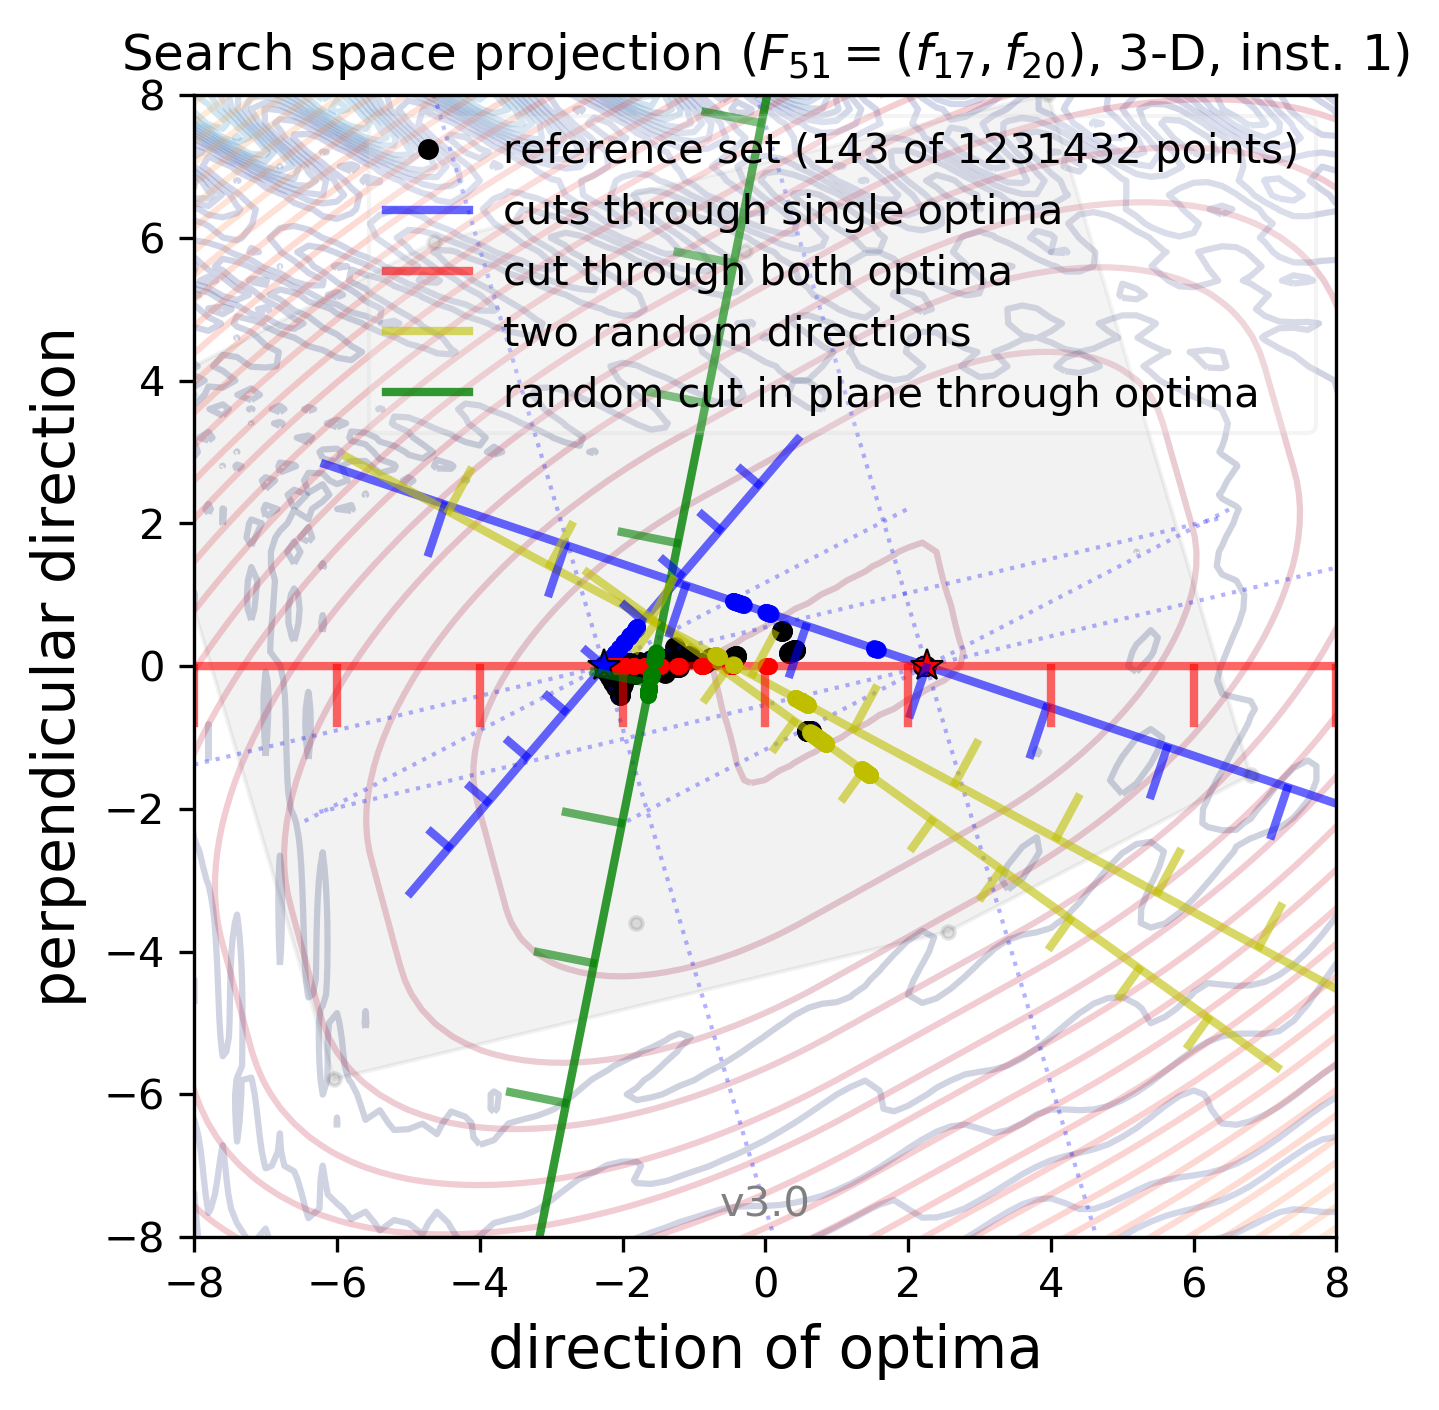 Search space projection (F51 = (f17, f20), 3-D, inst. 1)
8
6
4
2
0
−2
−4
−6
−8
perpendicular direction
reference set (143 of 1231432 points)
cuts through single optima
cut through both optima
two random directions
random cut in plane through optima
v3.0
−8 −6 −4 −2 0 2 4 6 8
direction of optima